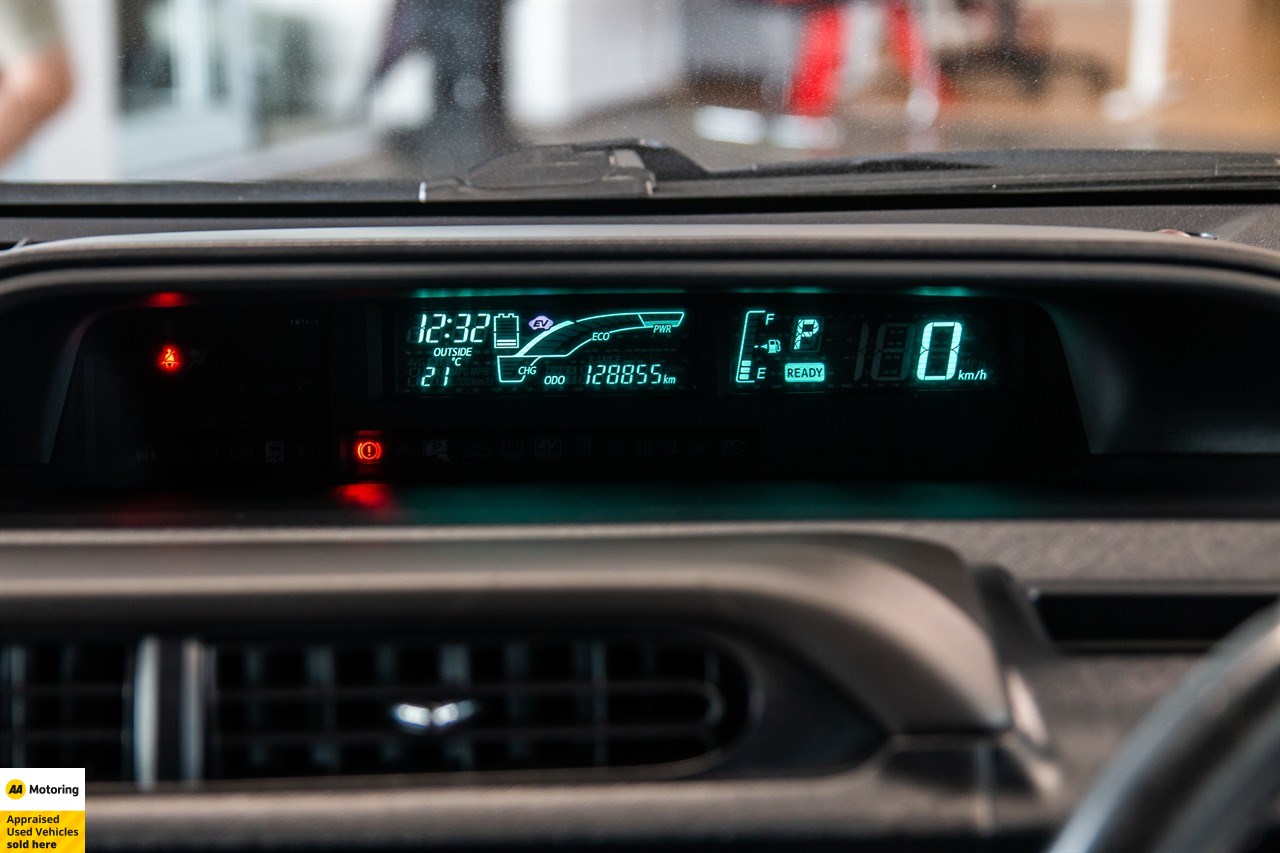 12:32
EV
PWR
ECO
OUTSIDE
°C
21
CHG
ODO 128855 km
F
E
P
READY
0
km/h
AA Motoring
Appraised
Used Vehicles
sold here